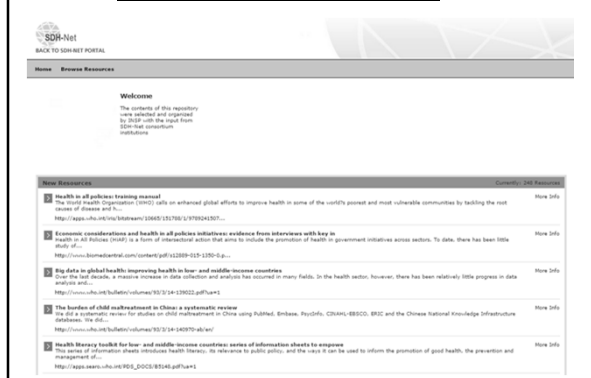 SDH-Net
BACK TO SDH-NET PORTAL
Home Browse Resources
Welcome
The contents of this repository
were selected and organized
by INSP with the input from
SDH-Net consortium
institutions
New Resources Currently: 240 Resources
Health in all policies: training manual More Info
The World Health Organization (WHO) calls on enhanced global efforts to improve health in some of the world's poorest and most vulnerable communities by tackling the root
causes of disease and h...
http://apps.who.int/iris/bitstream/10665/151788/1/9789241507...
Economic considerations and health in all policies initiatives: evidence from interviews with key in More Info
Health in All Policies (HiAP) is a form of intersectoral action that aims to include the promotion of health in government initiatives across sectors. To date, there has been little
study of...
http://www.biomedcentral.com/content/pdf/s12889-015-1350-0.p...
Big data in global health: improving health in low- and middle-income countries More Info
Over the last decade, a massive increase in data collection and analysis has occurred in many fields. In the health sector, however, there has been relatively little progress in data
analysis and...
http://www.who.int/bulletin/volumes/93/3/14-139022.pdf?ua=1
The burden of child maltreatment in China: a systematic review More Info
We did a systematic review for studies on child maltreatment in China using PubMed, Embase, PsycInfo, CINAHL-EBSCO, ERIC and the Chinese National Knowledge Infrastructure
databases. We did...
http://www.who.int/bulletin/volumes/93/3/14-140970-ab/en/
Health literacy toolkit for low- and middle-income countries: series of information sheets to empowe More Info
This series of information sheets introduces health literacy, its relevance to public policy, and the ways it can be used to inform the promotion of good health, the prevention and
management of...
http://apps.searo.who.int/PDS_DOCS/B5148.pdf?ua=1